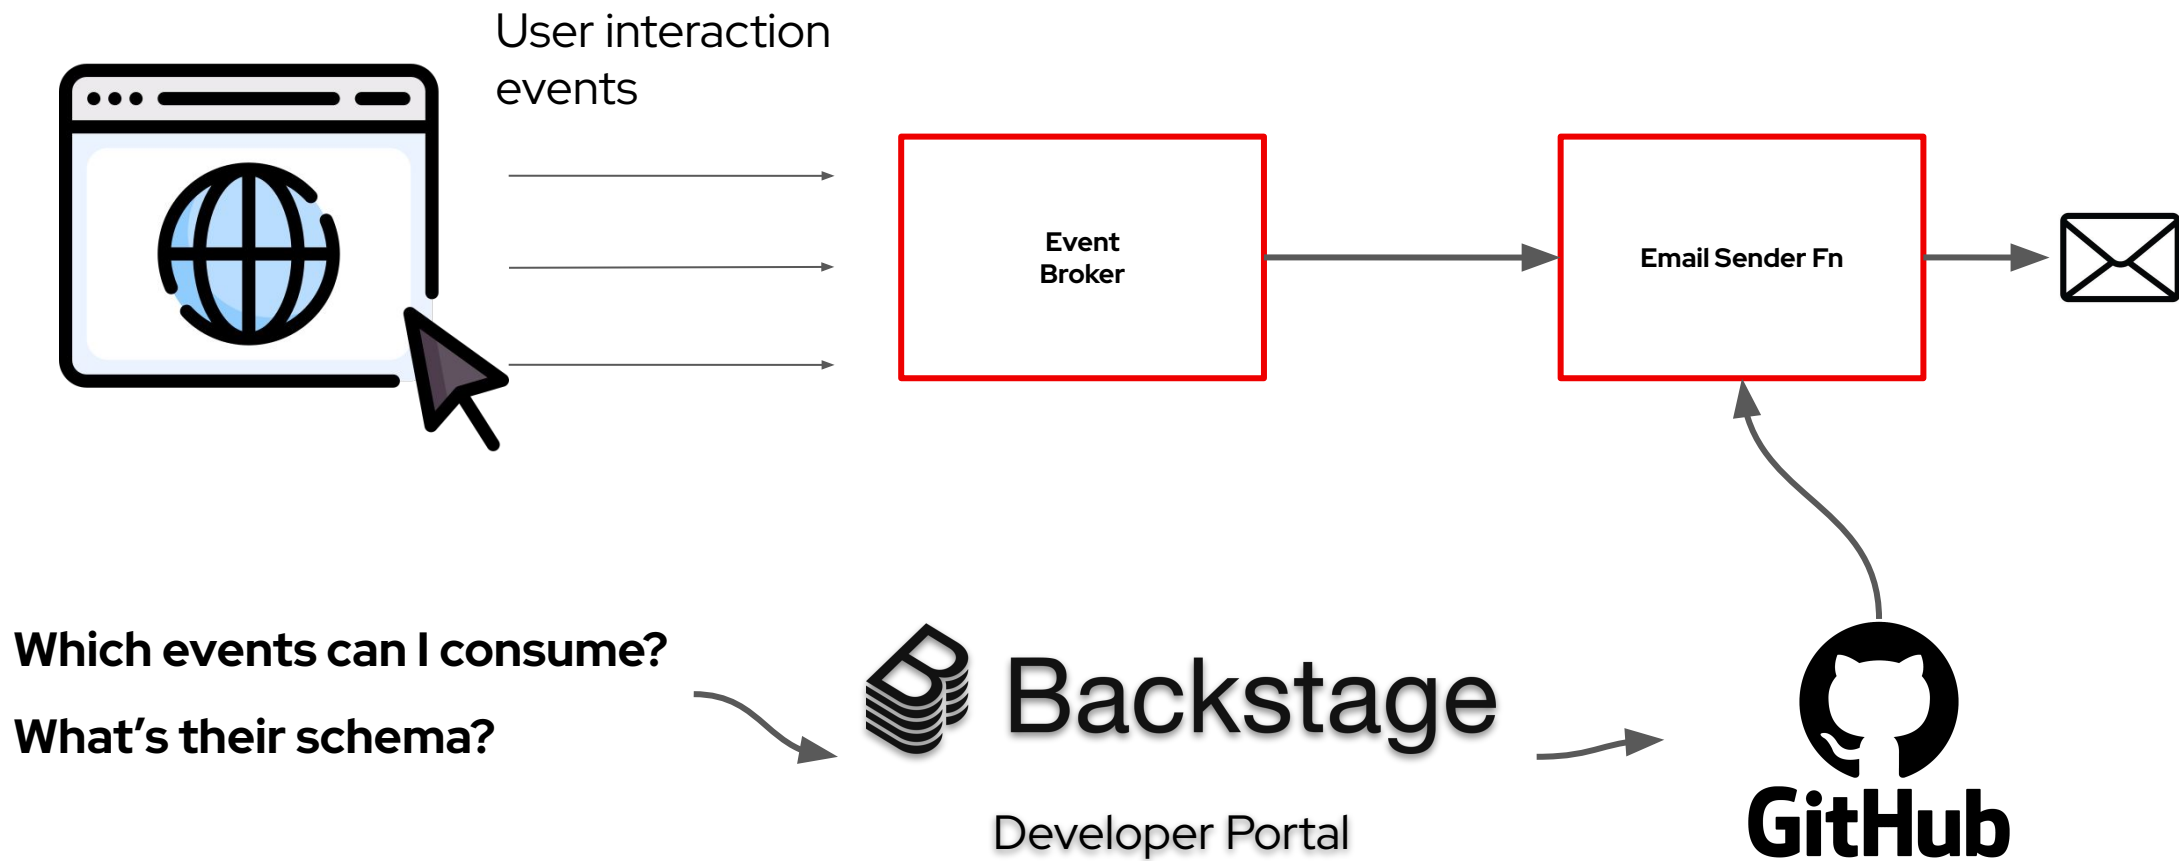 User interaction
events
Event
Broker
Email Sender Fn
Which events can I consume?
What’s their schema?
Backstage
Developer Portal
GitHub